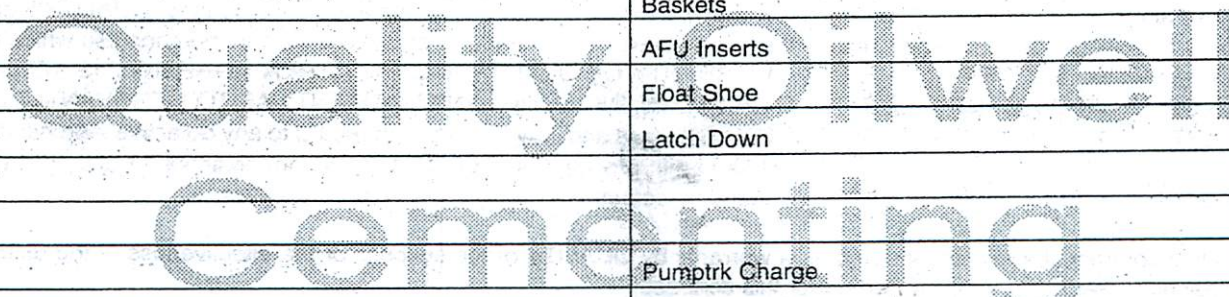 Baskets
Quality Oilwell
AFU Inserts
Float Shoe
Latch Down
Cementing
Pumptrk Charge